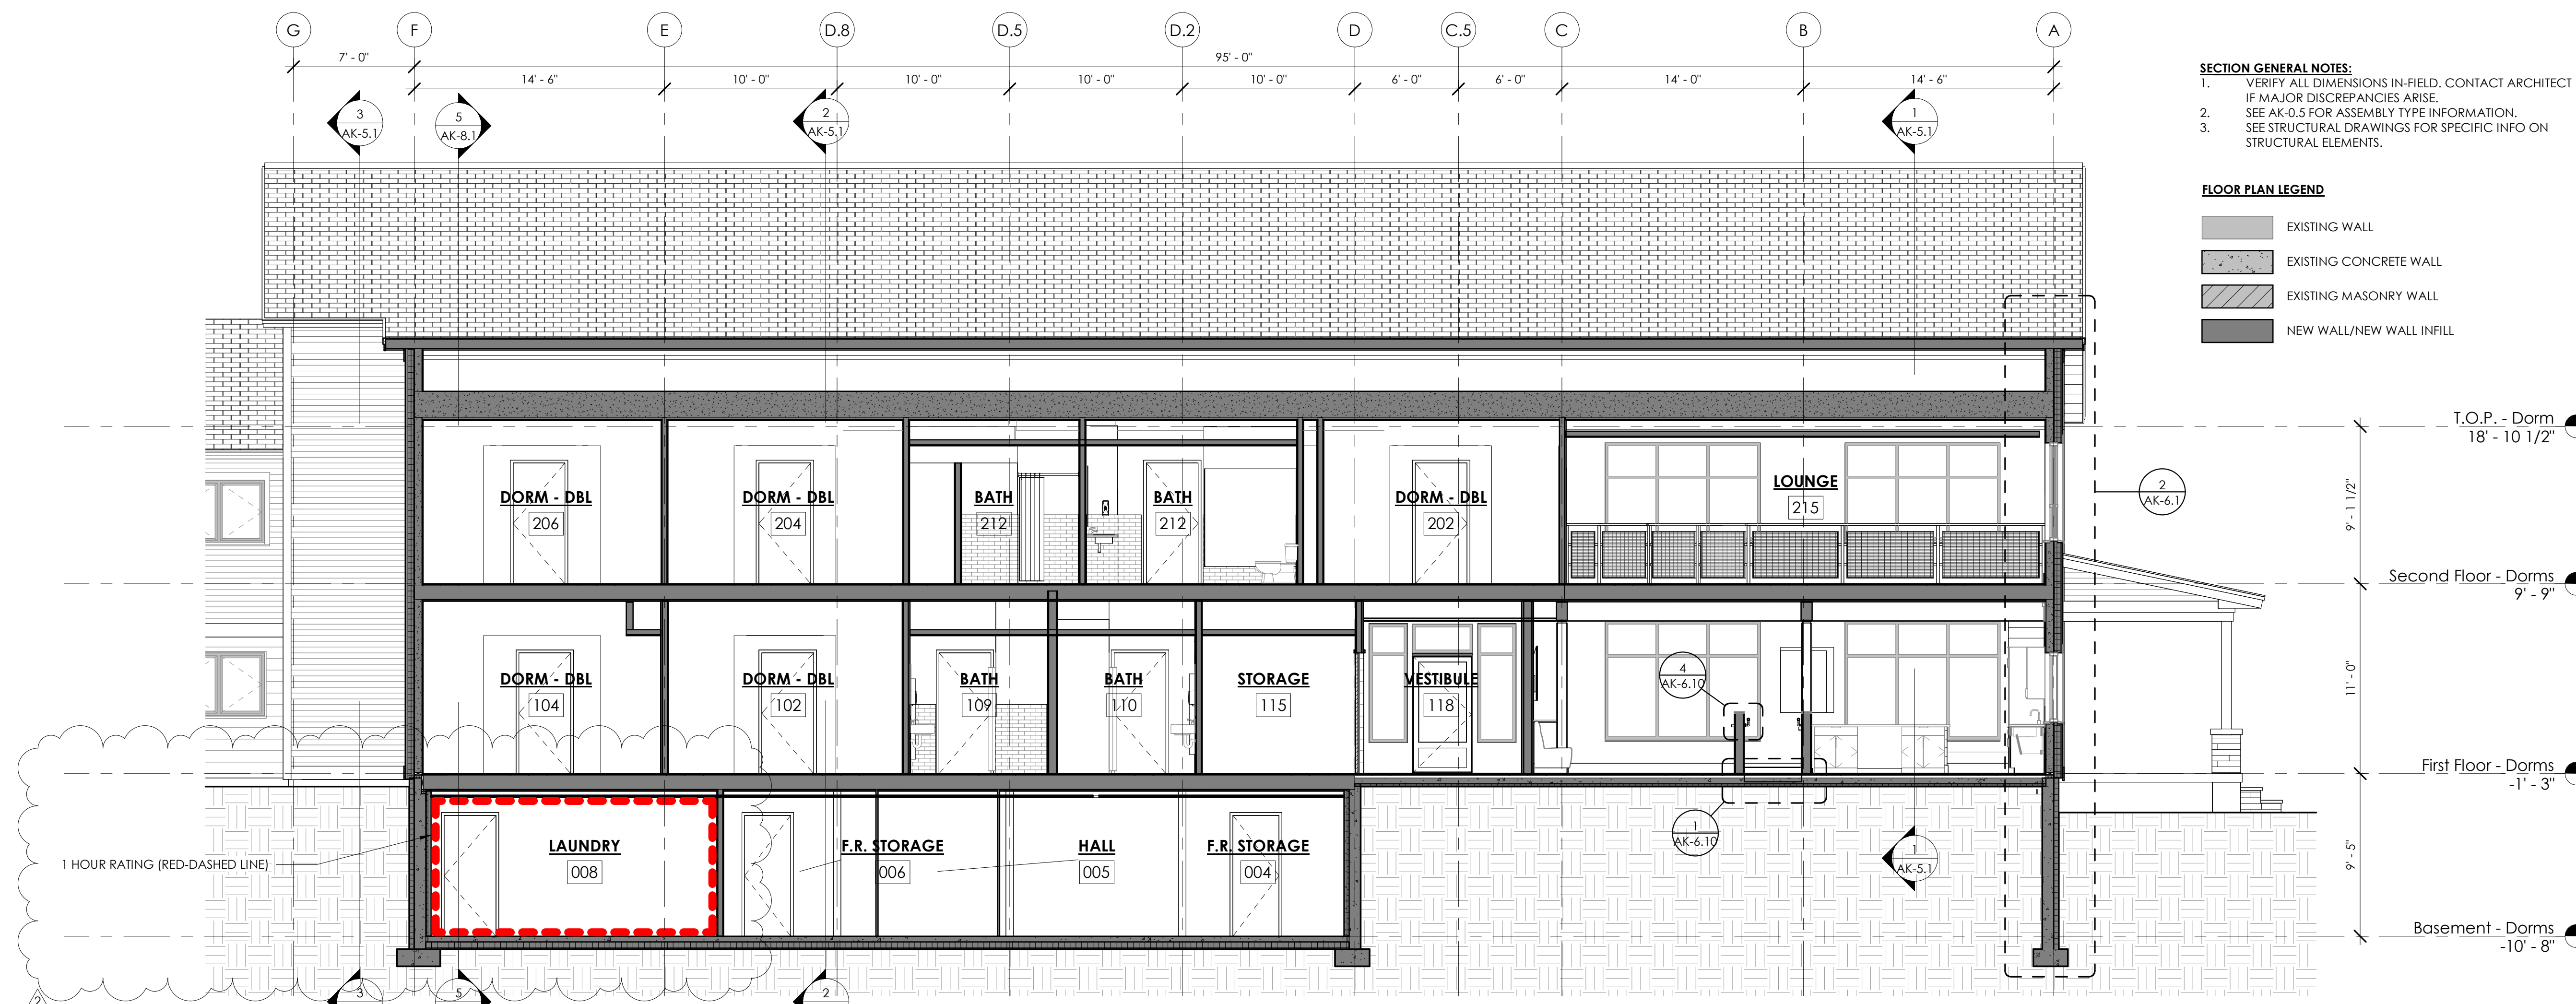 G F E D.8 D.5 D.2 D C.5 C B A
7' - 0" 95' - 0"
14' - 6" 10' - 0" 10' - 0" 10' - 0" 10' - 0" 6' - 0" 6' - 0" 14' - 0" 14' - 6"
3
AK-5.1
5
AK-8.1
2
AK-5.1
1
AK-5.1
SECTION GENERAL NOTES:
1. VERIFY ALL DIMENSIONS IN-FIELD. CONTACT ARCHITECT
IF MAJOR DISCREPANCIES ARISE.
2. SEE AK-0.5 FOR ASSEMBLY TYPE INFORMATION.
3. SEE STRUCTURAL DRAWINGS FOR SPECIFIC INFO ON
STRUCTURAL ELEMENTS.
FLOOR PLAN LEGEND
EXISTING WALL
EXISTING CONCRETE WALL
EXISTING MASONRY WALL
NEW WALL/NEW WALL INFILL
T.O.P. - Dorm
18' - 10 1/2"
9' - 1 1/2"
2
AK-6.1
DORM - DBL
206
DORM - DBL
204
BATH
212
BATH
212
DORM - DBL
202
LOUNGE
215
Second Floor - Dorms
9' - 9"
11' - 0"
DORM - DBL
104
DORM - DBL
102
BATH
109
BATH
110
STORAGE
115
VESTIBULE
118
4
AK-6.10
First Floor - Dorms
-1' - 3"
9' - 5"
1 HOUR RATING (RED-DASHED LINE)
LAUNDRY
008
F.R. STORAGE
006
HALL
005
F.R. STORAGE
004
1
AK-6.10
1
AK-5.1
Basement - Dorms
-10' - 8"
2
3
5
2